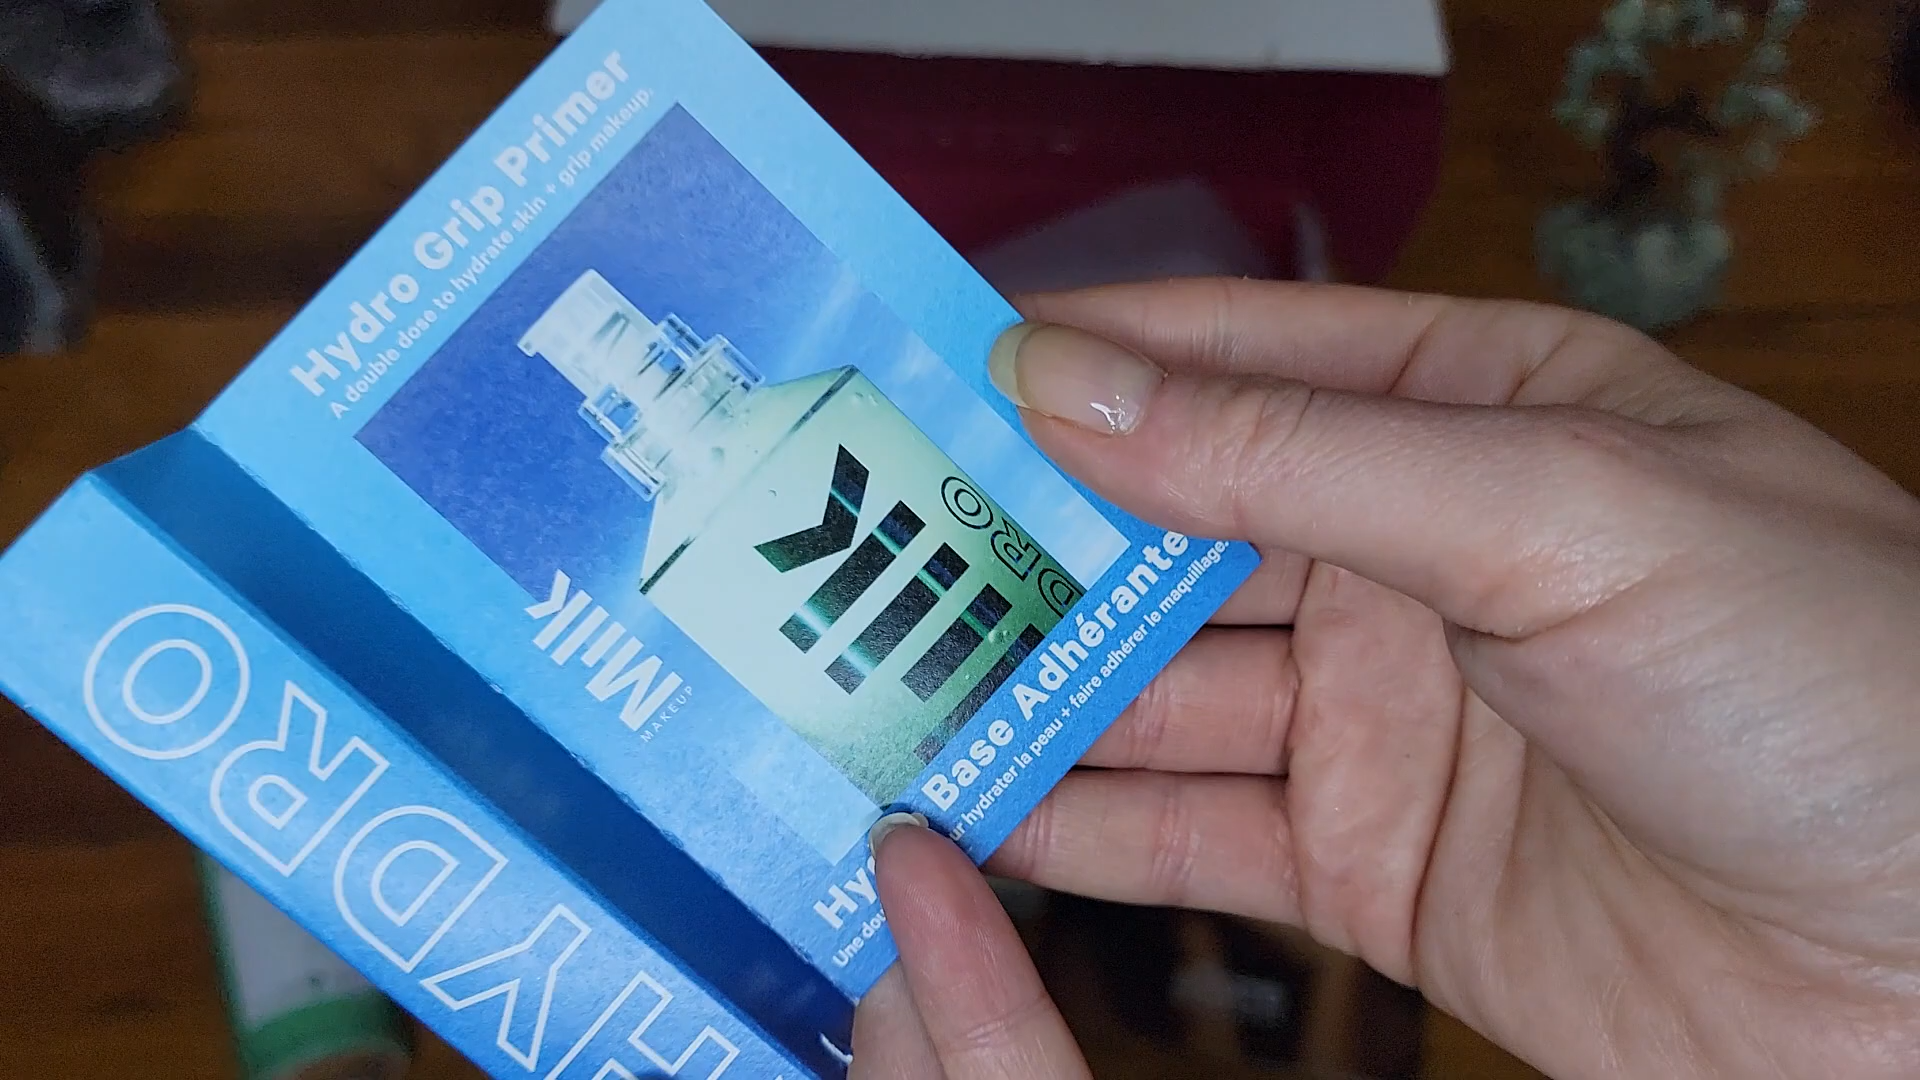 Hydro Grip Primer
A double dose to hydrate skin + grip makeup.
Milk
MAKEUP
Base Adhérante
hydrater la peau + faire adhérer le maquillage.
Une
HYDRO